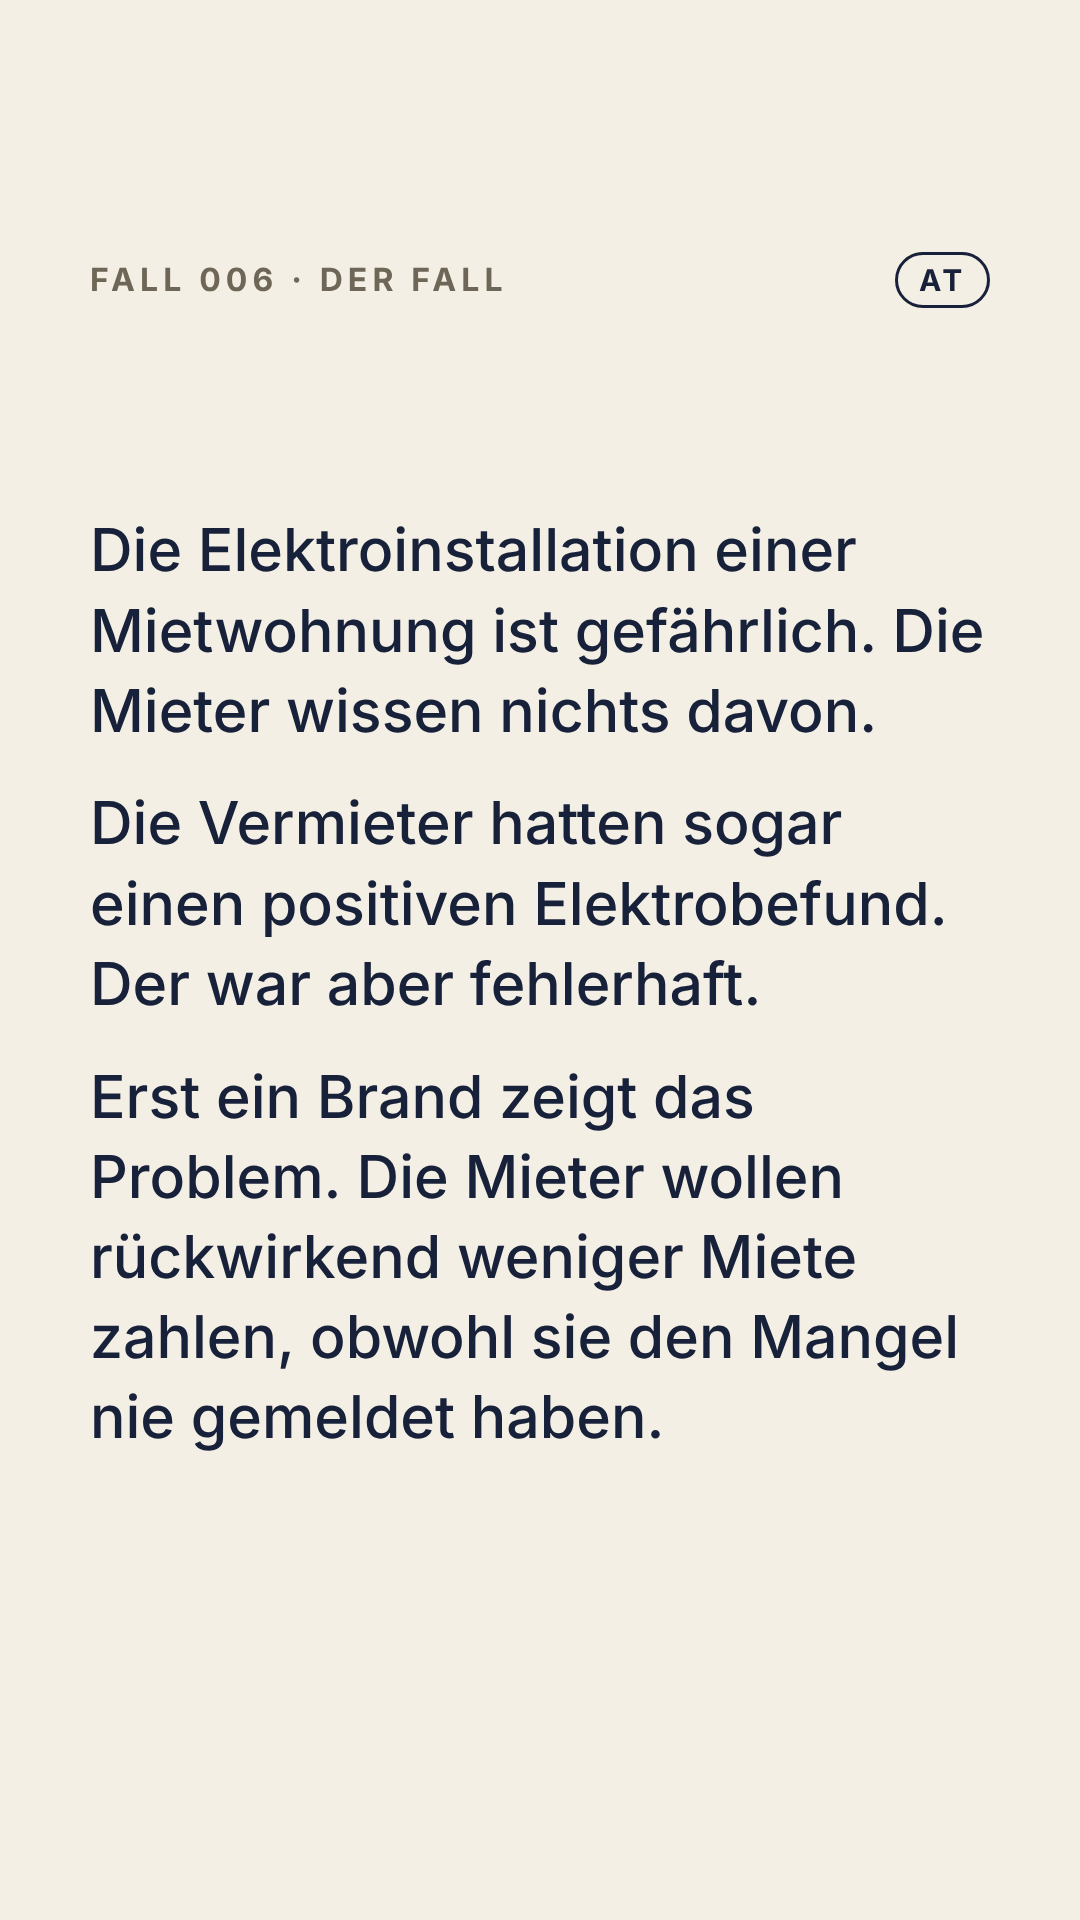 FALL 006 · DER FALL
AT
Die Elektroinstallation einer
Mietwohnung ist gefährlich. Die
Mieter wissen nichts davon.
Die Vermieter hatten sogar
einen positiven Elektrobefund.
Der war aber fehlerhaft.
Erst ein Brand zeigt das
Problem. Die Mieter wollen
rückwirkend weniger Miete
zahlen, obwohl sie den Mangel
nie gemeldet haben.